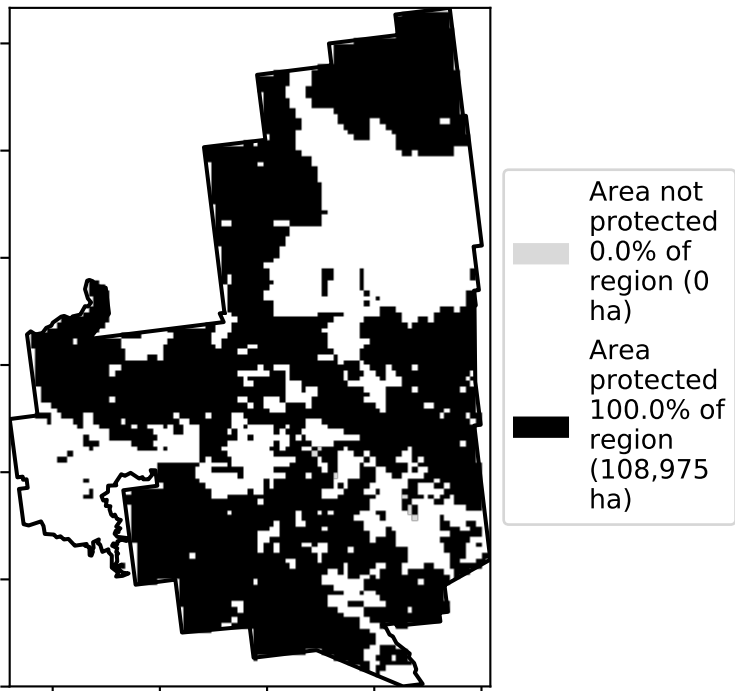 Area not
protected
0.0% of
region (0
ha)
Area
protected
100.0% of
region
(108,975
ha)